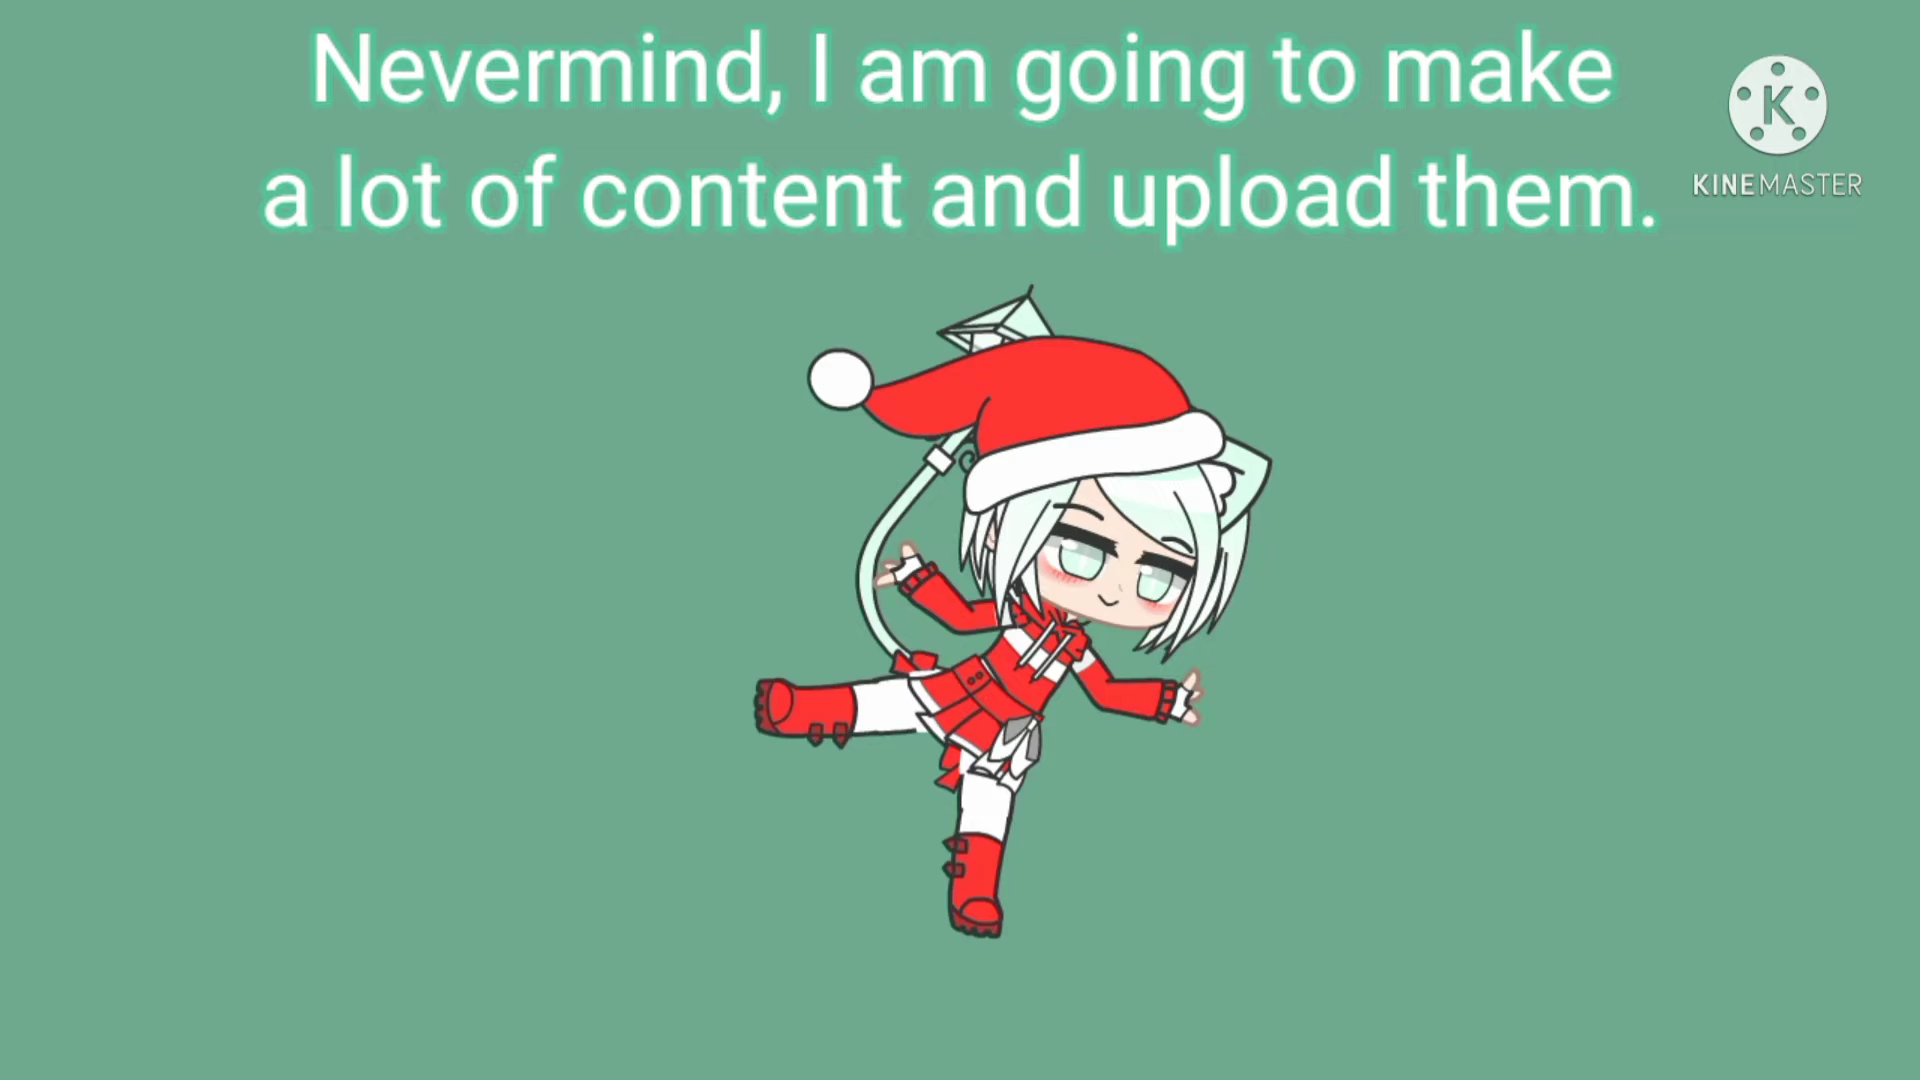 Nevermind, I am going to make
a lot of content and upload them.
K
KINEMASTER